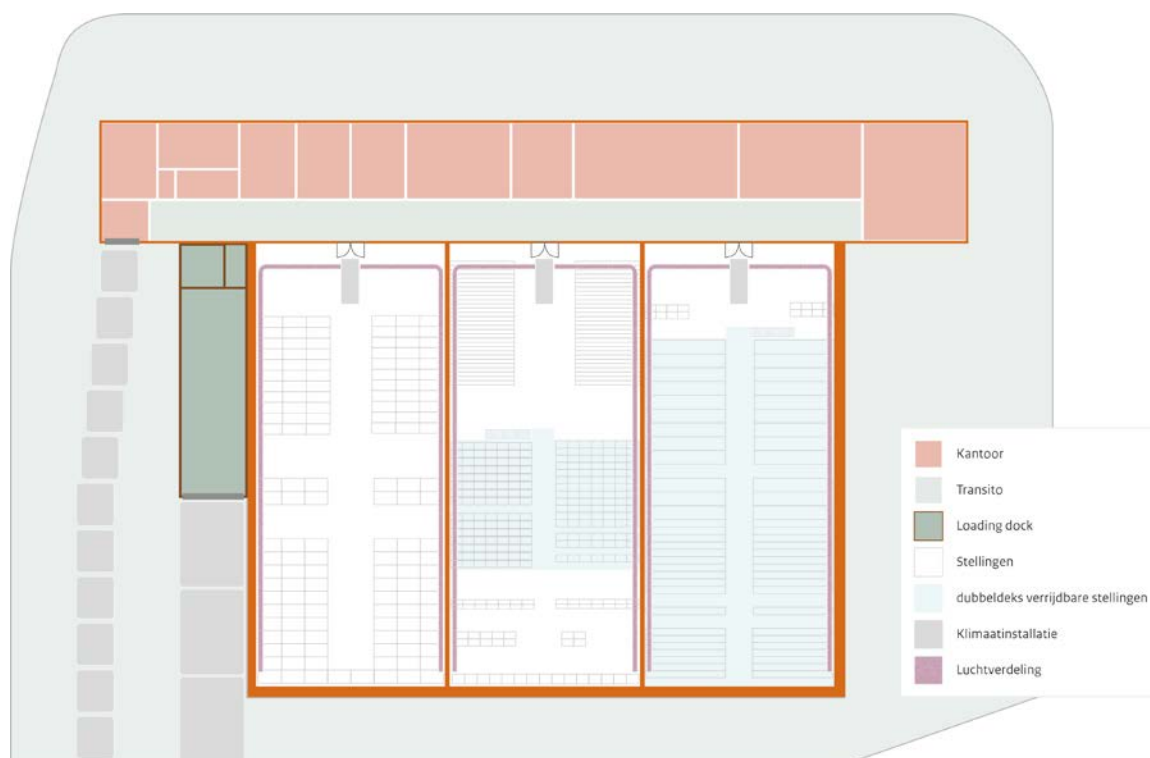 Kantoor
Transito
Loading dock
Stellingen
dubbeldeks verrijdbare stellingen
Klimaatinstallatie
Luchtverdeling